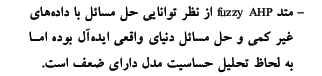 – متد fuzzy AHP از نظر توانایی حل مسائل با داده‌های
غیر کمی و حل مسائل دنیای واقعی ایده‌آل بوده امـا
به لحاظ تحلیل حساسیت مدل دارای ضعف است.